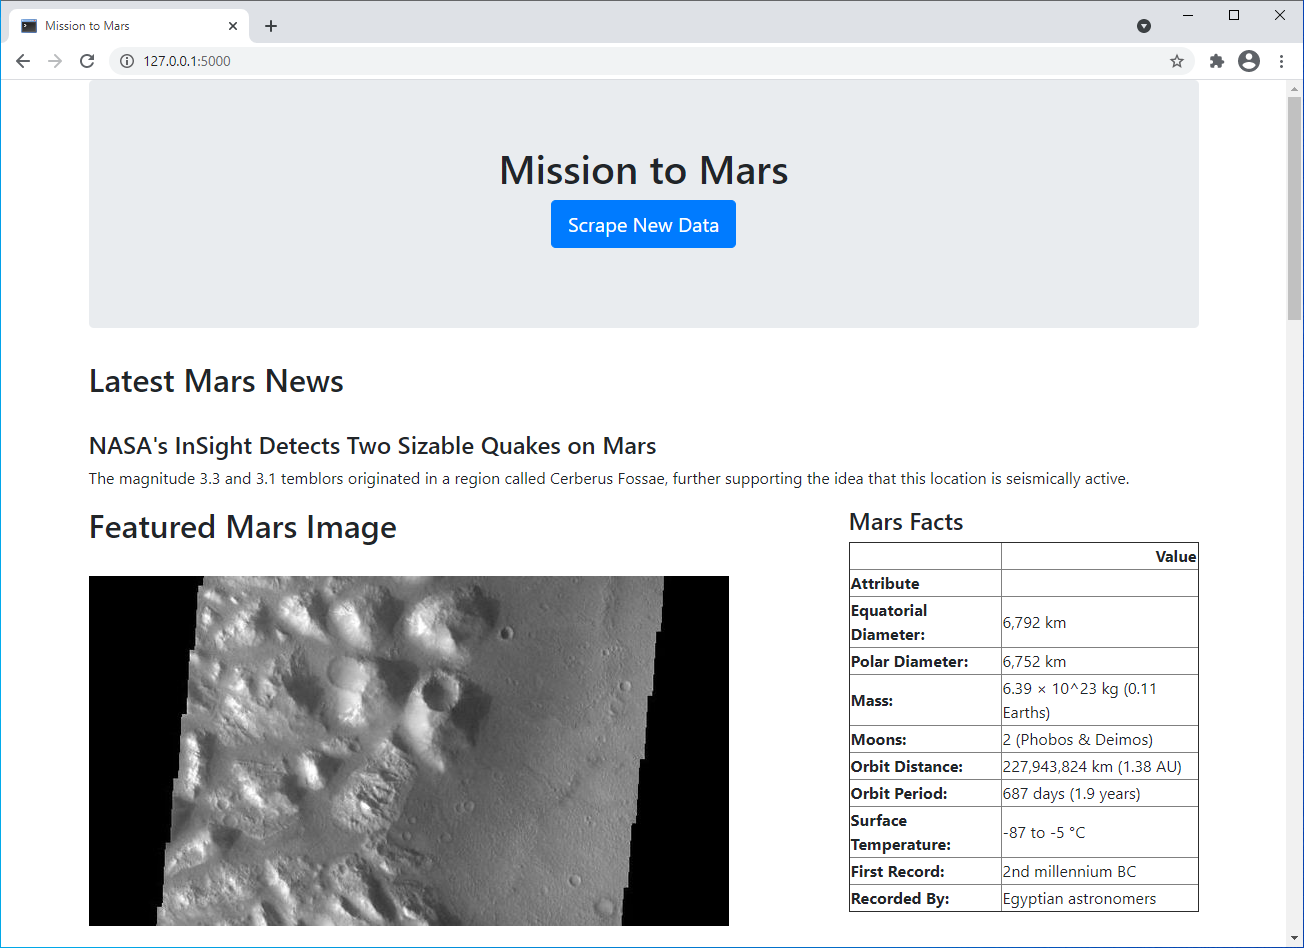 Mission to Mars
127.0.0.1:5000
Mission to Mars
Scrape New Data
Latest Mars News
NASA's InSight Detects Two Sizable Quakes on Mars
The magnitude 3.3 and 3.1 temblors originated in a region called Cerberus Fossae, further supporting the idea that this location is seismically active.
Featured Mars Image
Mars Facts
Value
Attribute
Equatorial
Diameter:
6,792 km
Polar Diameter: 6,752 km
Mass:
6.39 × 10^23 kg (0.11
Earths)
Moons: 2 (Phobos & Deimos)
Orbit Distance: 227,943,824 km (1.38 AU)
Orbit Period: 687 days (1.9 years)
Surface
Temperature:
-87 to -5 °C
First Record: 2nd millennium BC
Recorded By: Egyptian astronomers